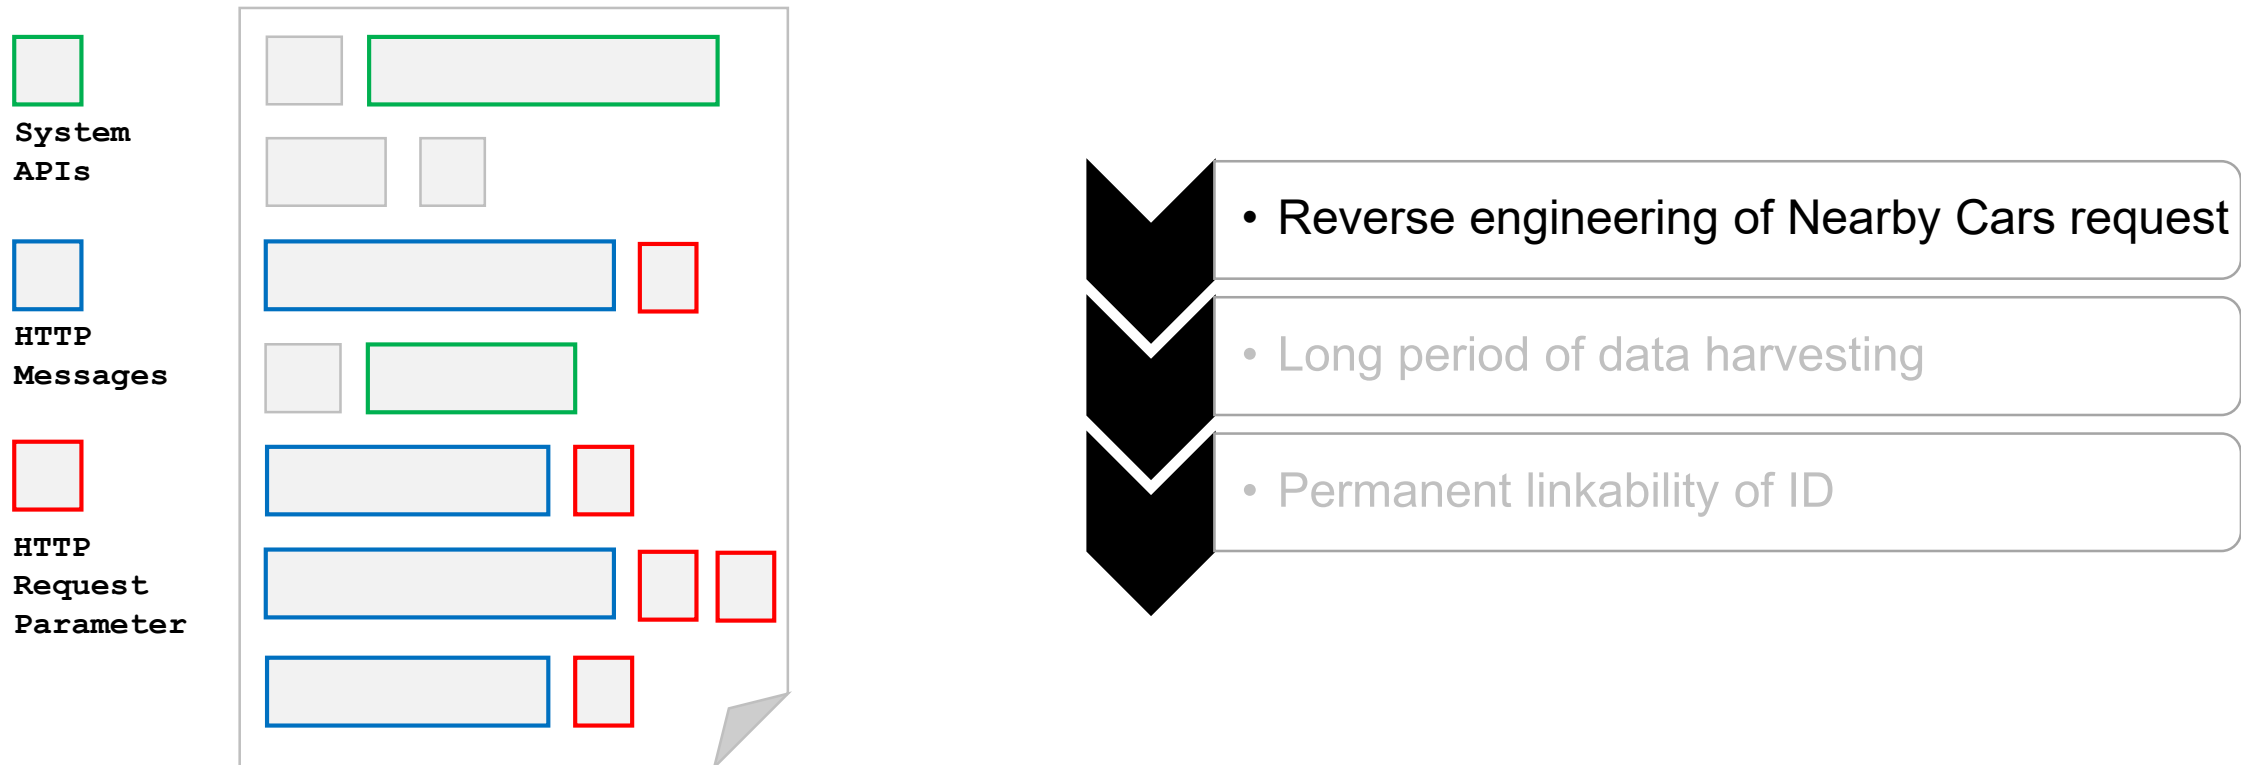 System
APIs
HTTP
Messages
HTTP
Request
Parameter
• Reverse engineering of Nearby Cars request
• Long period of data harvesting
• Permanent linkability of ID